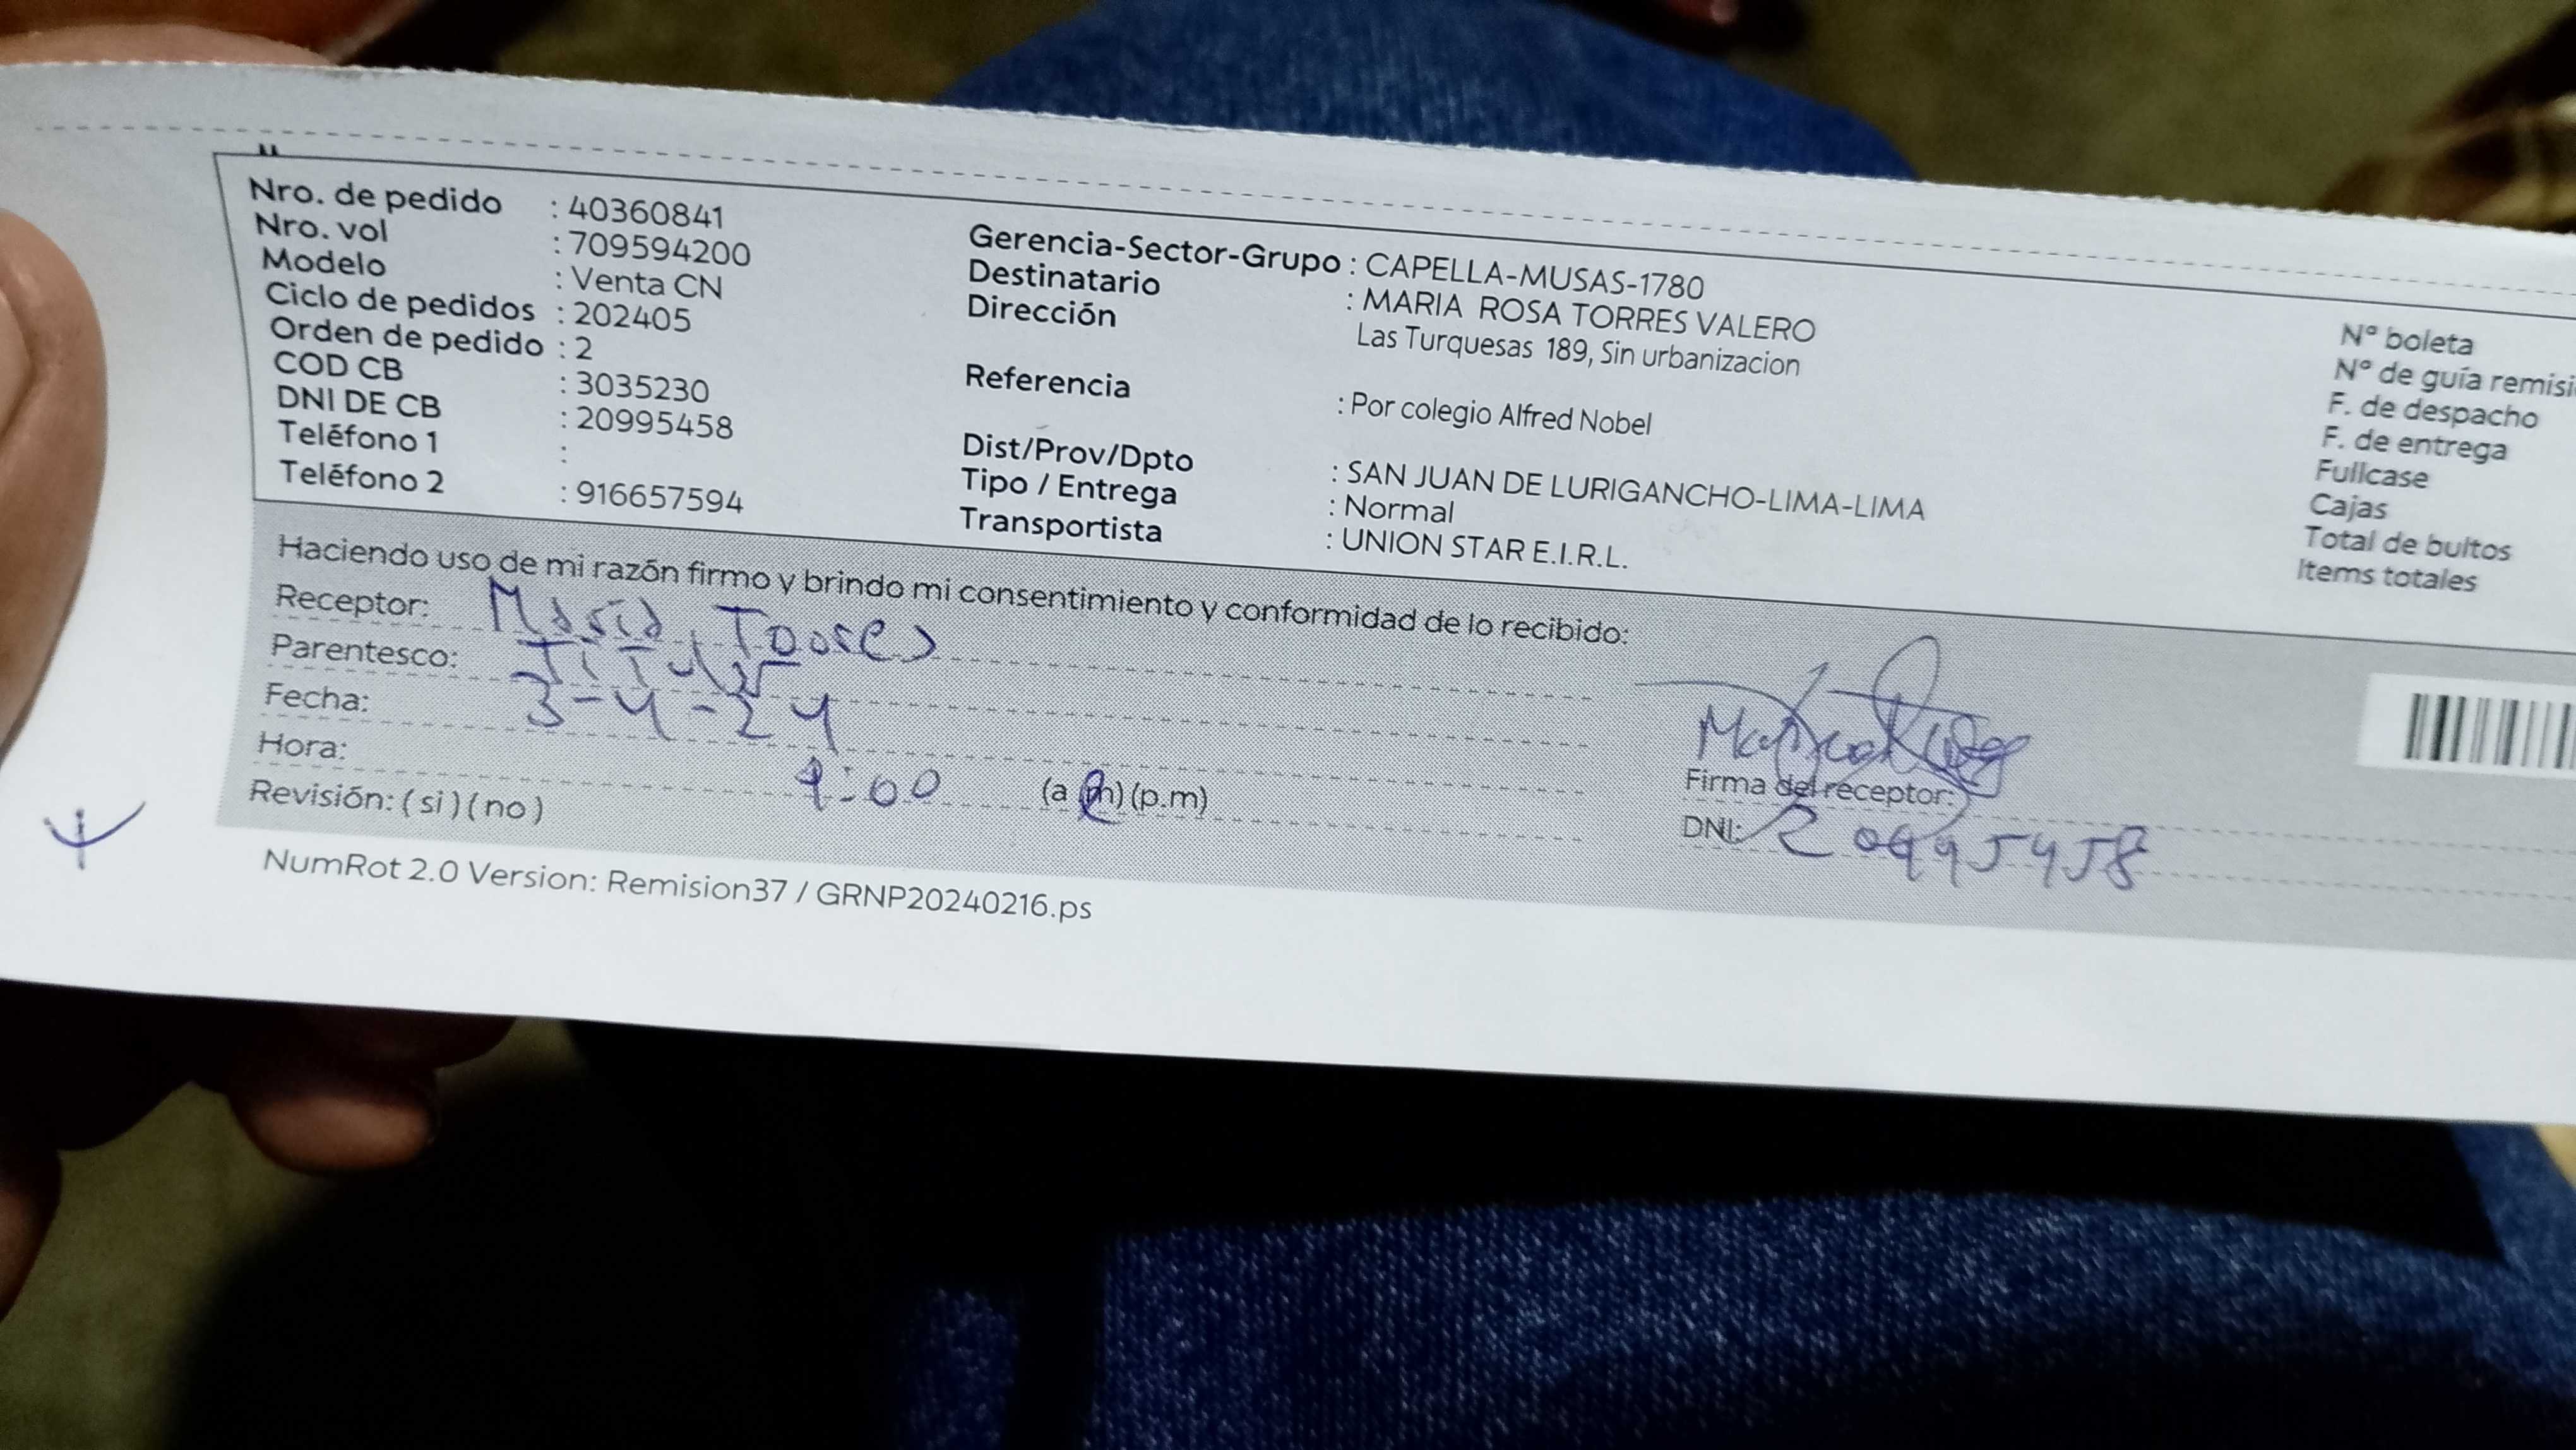 Nro. de pedido : 40360841
Nro. vol : 709594200
Modelo : Venta CN
Ciclo de pedidos : 202405
Orden de pedido : 2
COD CB : 3035230
DNI DE CB : 20995458
Teléfono 1 :
Teléfono 2 : 916657594
Gerencia-Sector-Grupo : CAPELLA-MUSAS-1780
Destinatario : MARIA ROSA TORRES VALERO
Dirección Las Turquesas 189, Sin urbanizacion
Referencia : Por colegio Alfred Nobel
Dist/Prov/Dpto : SAN JUAN DE LURIGANCHO-LIMA-LIMA
Tipo / Entrega : Normal
Transportista : UNION STAR E.I.R.L.
N° boleta
N° de guía remisi
F. de despacho
F. de entrega
Fullcase
Cajas
Total de bultos
Items totales
Haciendo uso de mi razón firmo y brindo mi consentimiento y conformidad de lo recibido:
Receptor: Maria Torres
Parentesco: Titular
Fecha: 3-4-24
Hora: :00 (a.m) (p.m)
Revisión: ( si ) ( no )
Firma del receptor:
DNI: 20995458
NumRot 2.0 Version: Remision37 / GRNP20240216.ps